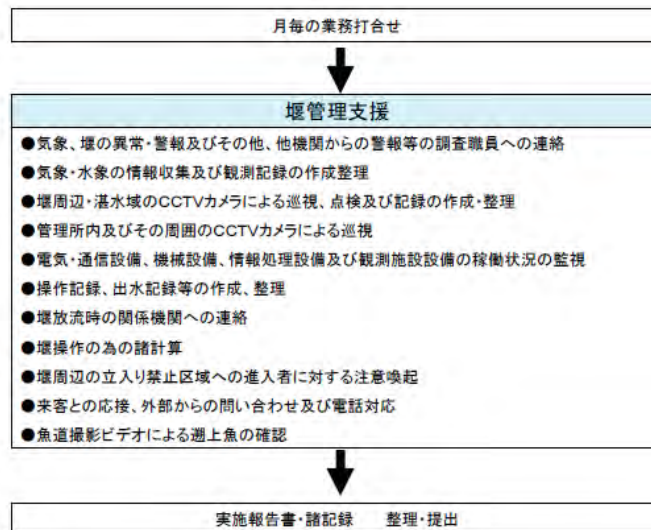 月毎の業務打合せ
堰管理支援
●気象、堰の異常・警報及びその他、他機関からの警報等の調査職員への連絡
●気象・水象の情報収集及び観測記録の作成整理
●堰周辺・湛水域のCCTVカメラによる巡視、点検及び記録の作成・整理
●管理所内及びその周囲のCCTVカメラによる巡視
●電気・通信設備、機械設備、情報処理設備及び観測施設設備の稼働状況の監視
●操作記録、出水記録等の作成、整理
●堰放流時の関係機関への連絡
●堰操作の為の諸計算
●堰周辺の立入り禁止区域への進入者に対する注意喚起
●来客との応接、外部からの問い合わせ及び電話対応
●魚道撮影ビデオによる遡上魚の確認
実施報告書・諸記録　　整理・提出